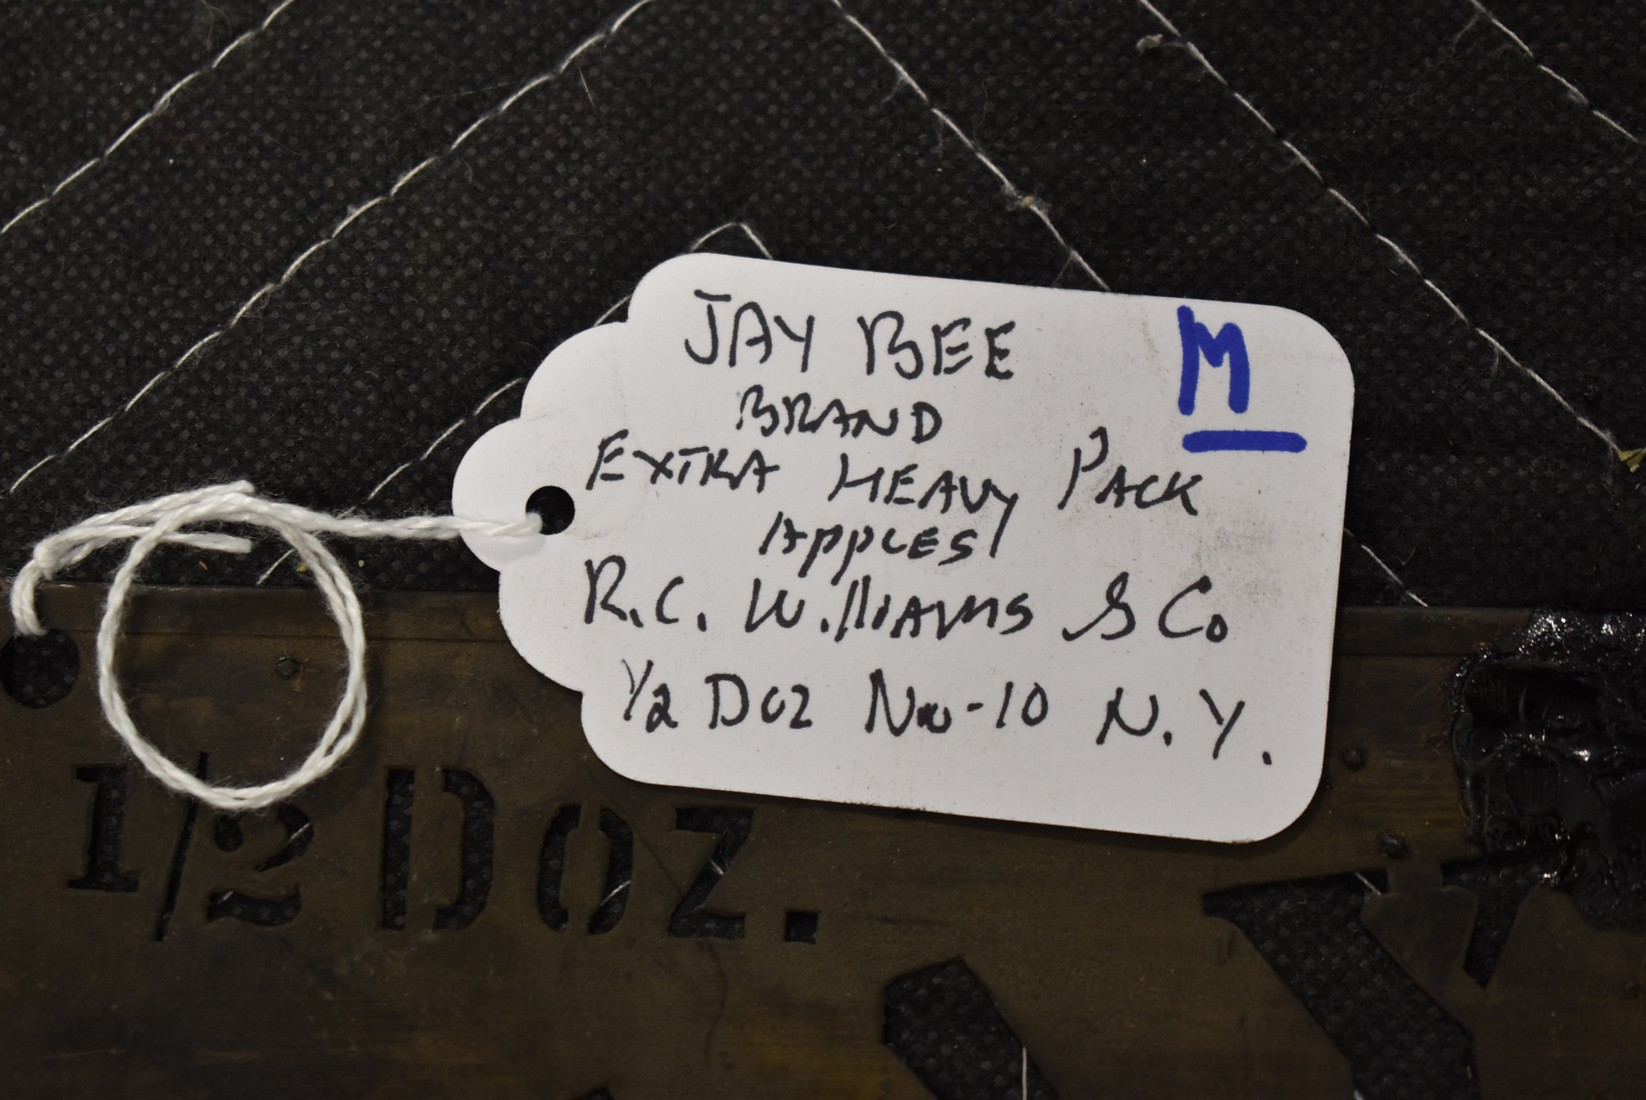 JAY BEE
M
BRAND
EXTRA HEAVY PACK
APPLES
R.C. WILLIAMS & Co
1/2 DOZ No-10 N.Y.
1/2 DOZ.